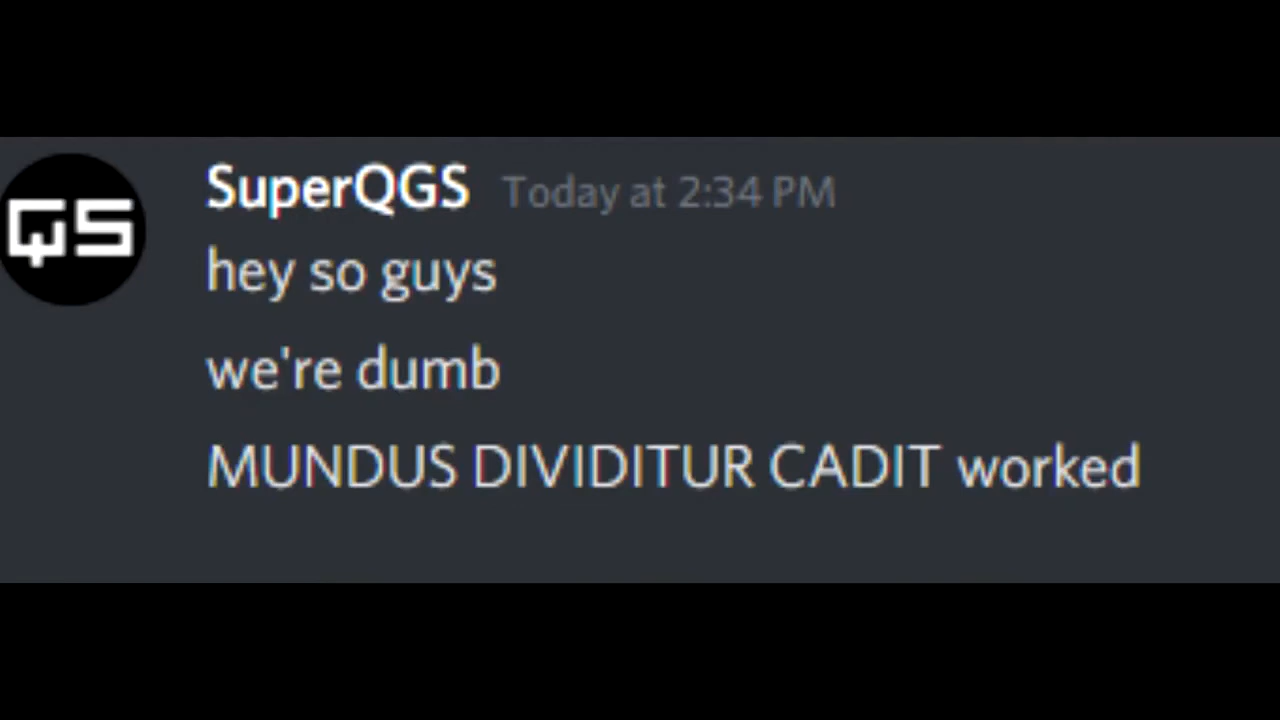 SuperQGS Today at 2:34 PM
QS
hey so guys
we're dumb
MUNDUS DIVIDITUR CADIT worked